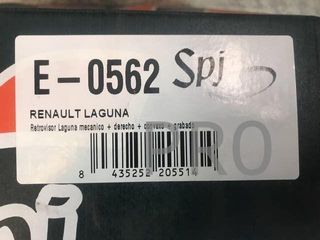 E-0562 Spj
RENAULT LAGUNA
Retrovisor Laguna mecanico + derecho + convexo + grabado
PRO
8 435252 205514